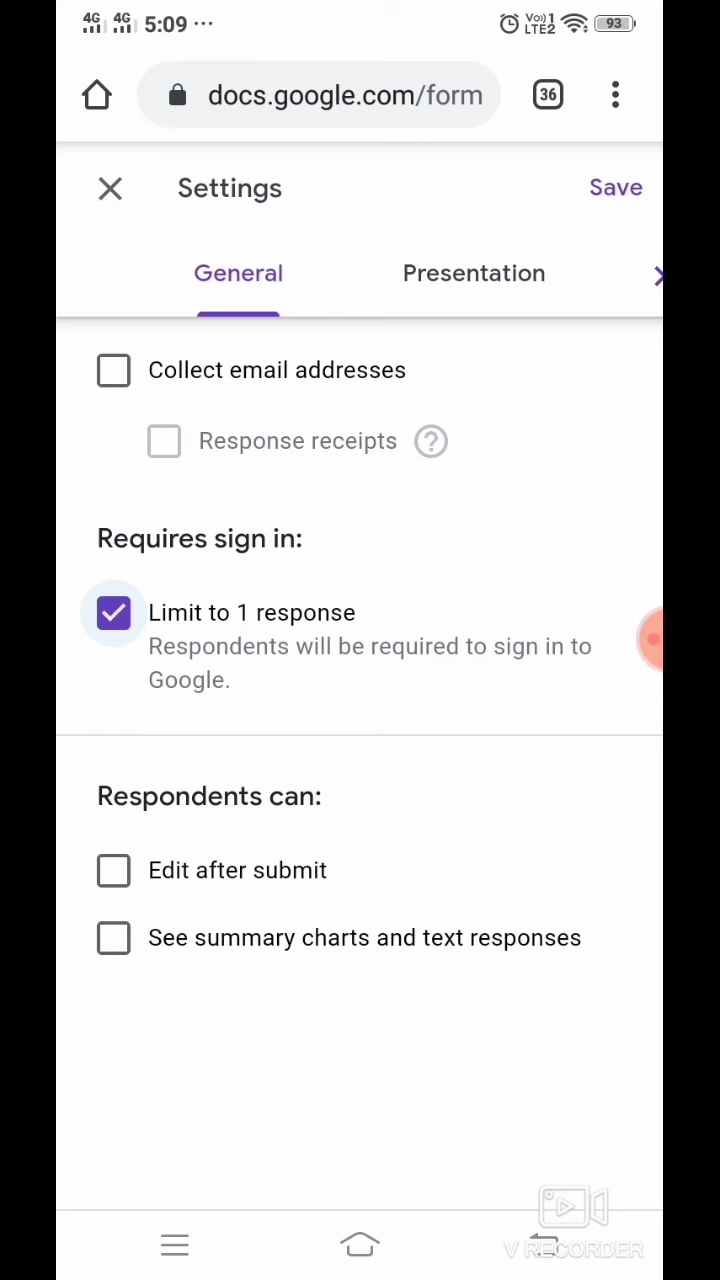 4G 4G 5:09 ··· Vo)) 1 LTE2 93
docs.google.com/form 36
Settings Save
General Presentation
Collect email addresses
Response receipts ?
Requires sign in:
Limit to 1 response
Respondents will be required to sign in to
Google.
Respondents can:
Edit after submit
See summary charts and text responses
V RECORDER